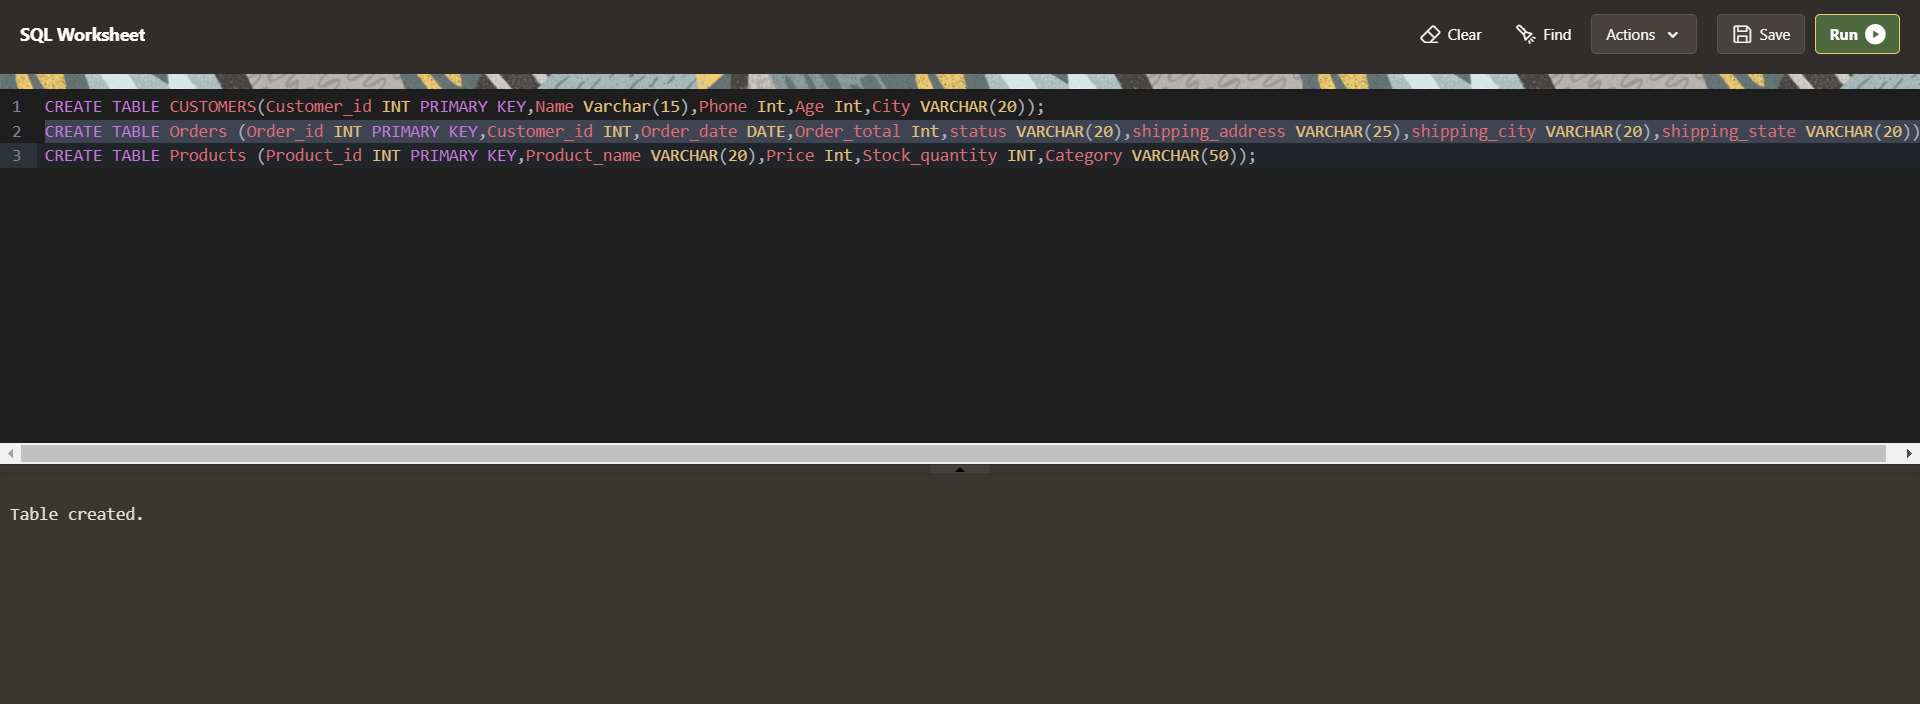 SQL Worksheet
Clear
Find
Actions
Save
Run
1 CREATE TABLE CUSTOMERS(Customer_id INT PRIMARY KEY,Name Varchar(15),Phone Int,Age Int,City VARCHAR(20));
2 CREATE TABLE Orders (Order_id INT PRIMARY KEY,Customer_id INT,Order_date DATE,Order_total Int,status VARCHAR(20),shipping_address VARCHAR(25),shipping_city VARCHAR(20),shipping_state VARCHAR(20))
3 CREATE TABLE Products (Product_id INT PRIMARY KEY,Product_name VARCHAR(20),Price Int,Stock_quantity INT,Category VARCHAR(50));
Table created.